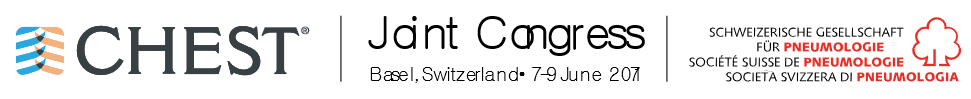 CHEST®
Joint Congress
Basel, Switzerland • 7-9 June 2017
SCHWEIZERISCHE GESELLSCHAFT
FÜR PNEUMOLOGIE
SOCIÉTÉ SUISSE DE PNEUMOLOGIE
SOCIETÀ SVIZZERA DI PNEUMOLOGIA